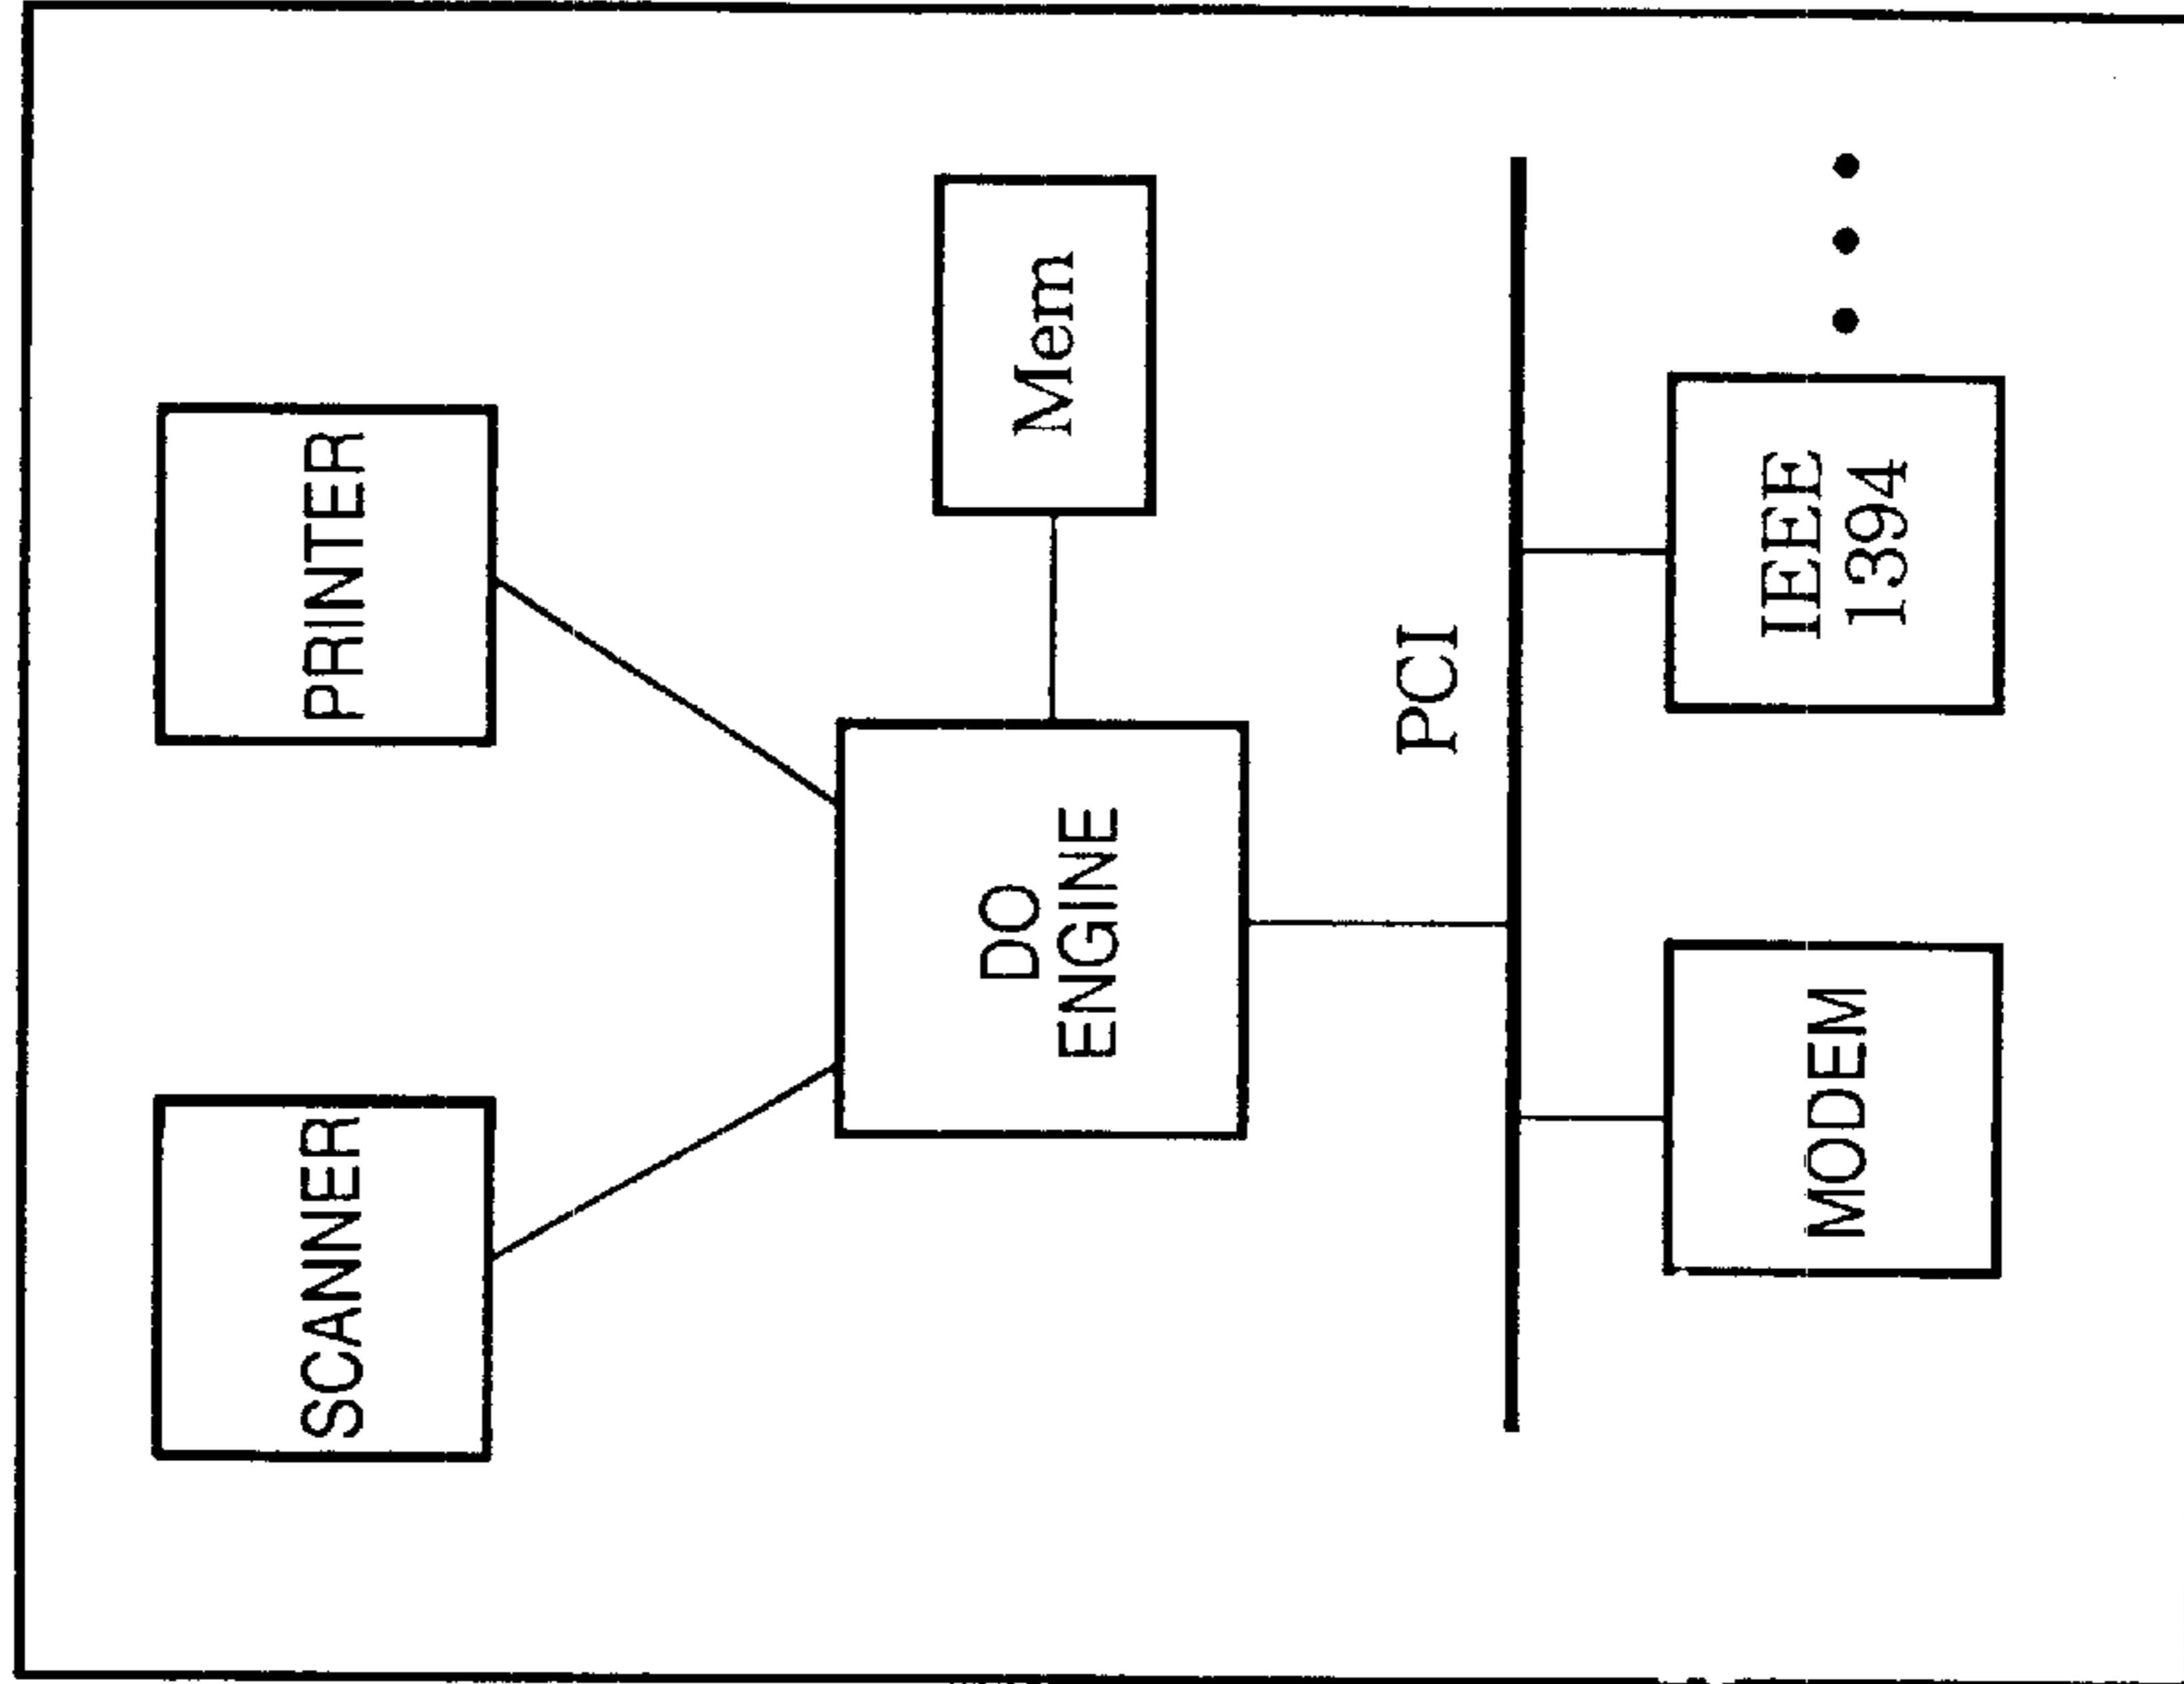 SCANNER
PRINTER
DO
ENGINE
Mem
PCI
MODEM
IEEE
1394